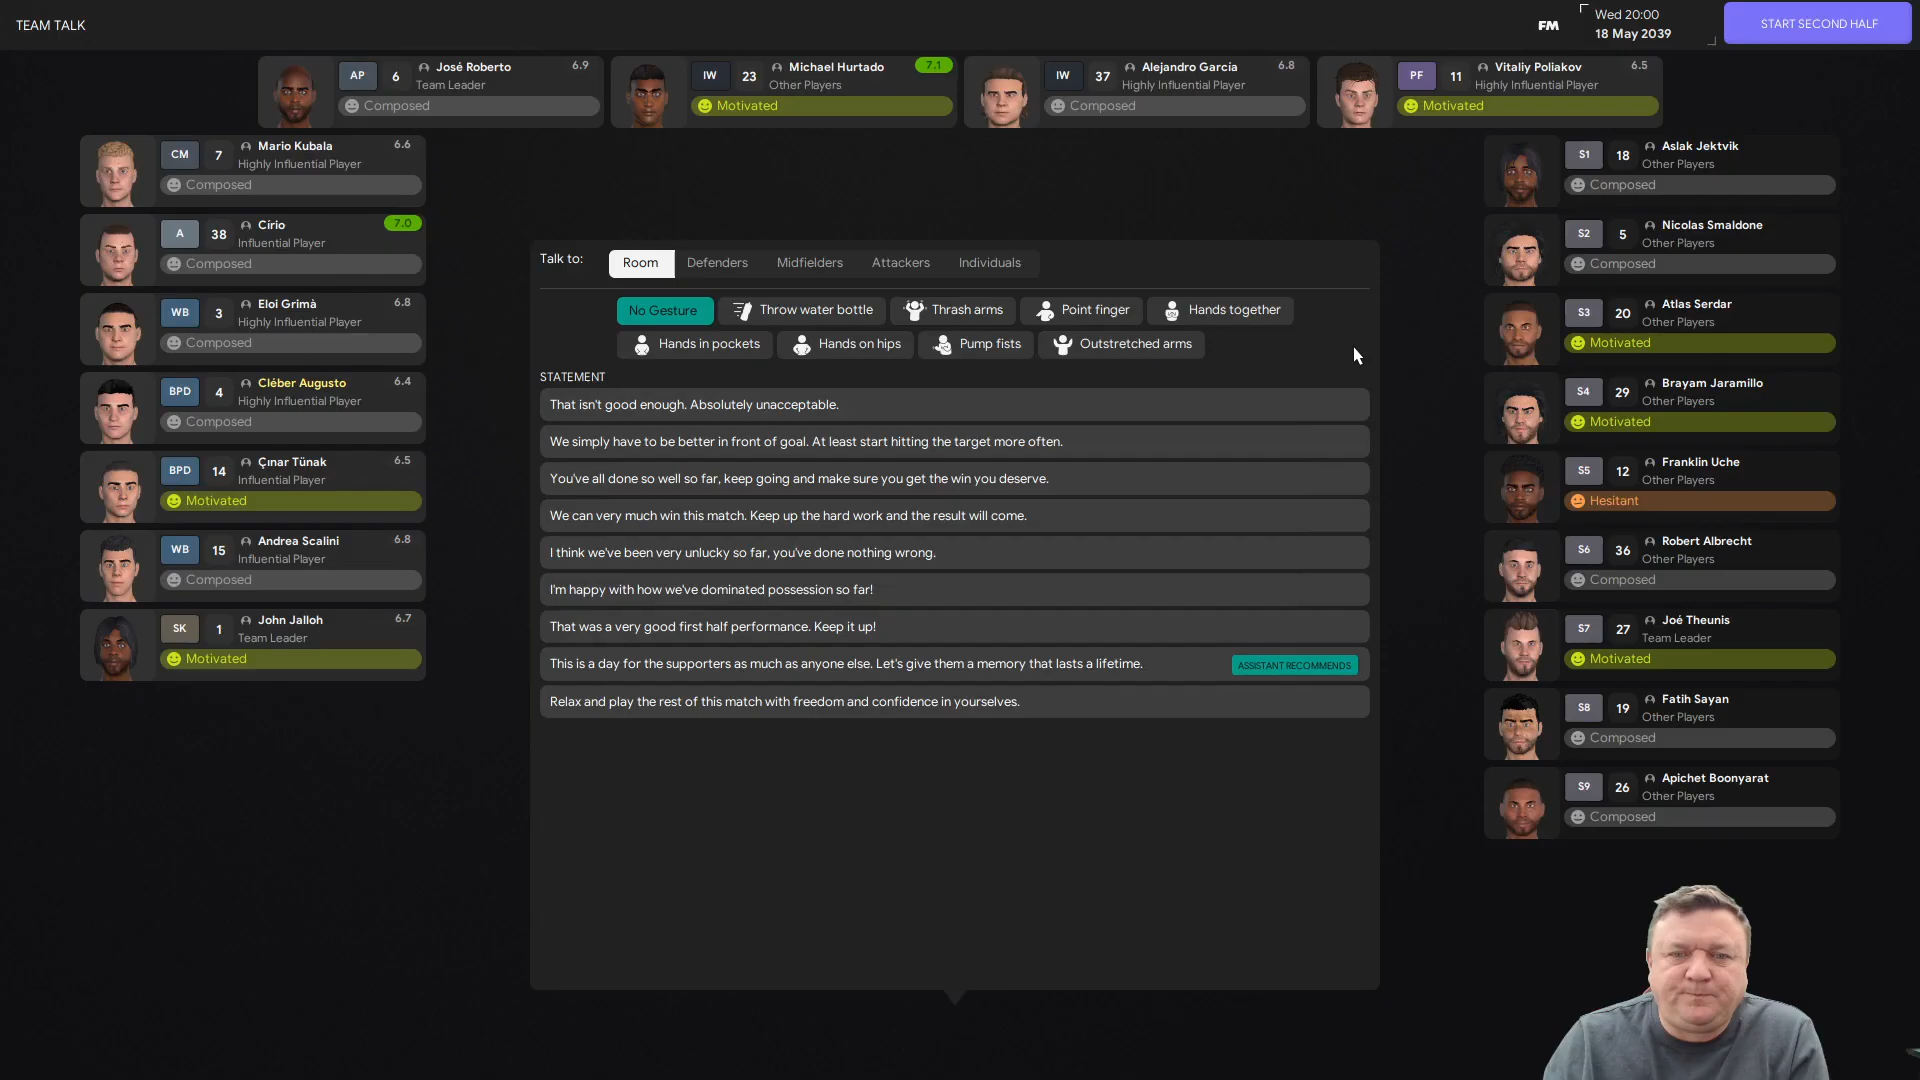 TEAM TALK
FM
Wed 20:00
18 May 2039
START SECOND HALF
AP 6 José Roberto 6.9
Team Leader
Composed
IW 23 Michael Hurtado 7.1
Other Players
Motivated
IW 37 Alejandro García 6.8
Highly Influential Player
Composed
PF 11 Vitaliy Poliakov 6.5
Highly Influential Player
Motivated
CM 7 Mario Kubala 6.6
Highly Influential Player
Composed
A 38 Círio 7.0
Influential Player
Composed
WB 3 Eloi Grimà 6.8
Highly Influential Player
Composed
BPD 4 Cléber Augusto 6.4
Highly Influential Player
Composed
BPD 14 Çınar Tünak 6.5
Influential Player
Motivated
WB 15 Andrea Scalini 6.8
Influential Player
Composed
SK 1 John Jalloh 6.7
Team Leader
Motivated
Talk to: Room Defenders Midfielders Attackers Individuals
No Gesture Throw water bottle Thrash arms Point finger Hands together
Hands in pockets Hands on hips Pump fists Outstretched arms
STATEMENT
That isn't good enough. Absolutely unacceptable.
We simply have to be better in front of goal. At least start hitting the target more often.
You've all done so well so far, keep going and make sure you get the win you deserve.
We can very much win this match. Keep up the hard work and the result will come.
I think we've been very unlucky so far, you've done nothing wrong.
I'm happy with how we've dominated possession so far!
That was a very good first half performance. Keep it up!
This is a day for the supporters as much as anyone else. Let's give them a memory that lasts a lifetime. ASSISTANT RECOMMENDS
Relax and play the rest of this match with freedom and confidence in yourselves.
S1 18 Aslak Jektvik
Other Players
Composed
S2 5 Nicolas Smaldone
Other Players
Composed
S3 20 Atlas Serdar
Other Players
Motivated
S4 29 Brayam Jaramillo
Other Players
Motivated
S5 12 Franklin Uche
Other Players
Hesitant
S6 36 Robert Albrecht
Other Players
Composed
S7 27 Joé Theunis
Team Leader
Motivated
S8 19 Fatih Sayan
Other Players
Composed
S9 26 Apichet Boonyarat
Other Players
Composed